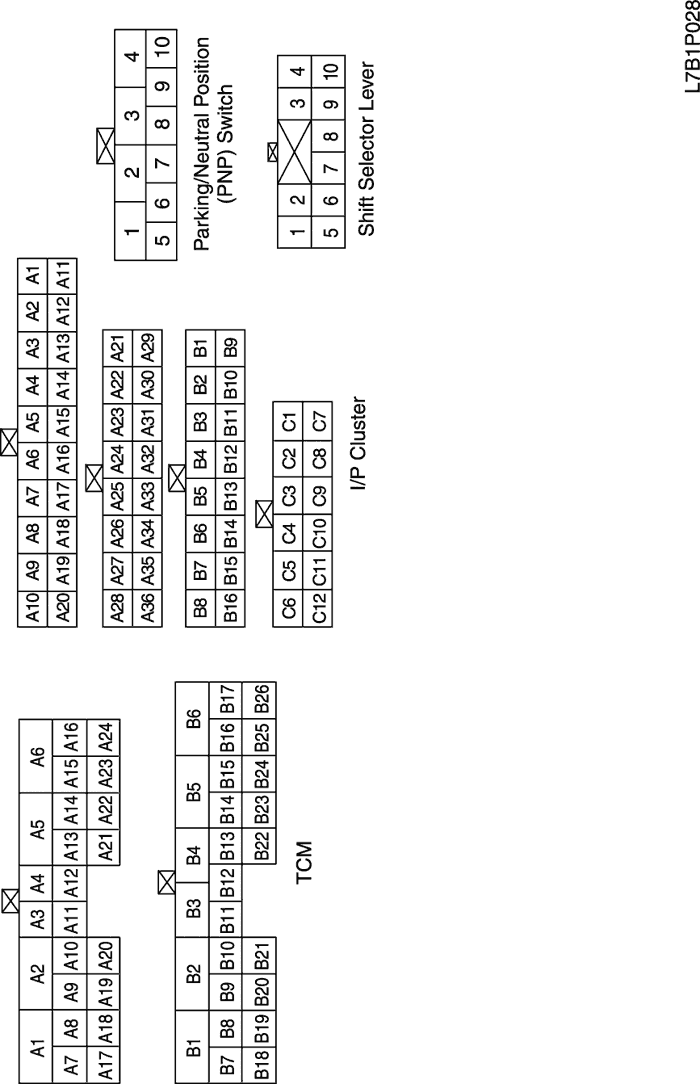 A1 A2 A3 A4 A5 A6
A7 A8 A9 A10 A11 A12 A13 A14 A15 A16
A17 A18 A19 A20 A21 A22 A23 A24
B1 B2 B3 B4 B5 B6
B7 B8 B9 B10 B11 B12 B13 B14 B15 B16 B17
B18 B19 B20 B21 B22 B23 B24 B25 B26
TCM
A10 A9 A8 A7 A6 A5 A4 A3 A2 A1
A20 A19 A18 A17 A16 A15 A14 A13 A12 A11
A28 A27 A26 A25 A24 A23 A22 A21
A36 A35 A34 A33 A32 A31 A30 A29
B8 B7 B6 B5 B4 B3 B2 B1
B16 B15 B14 B13 B12 B11 B10 B9
C6 C5 C4 C3 C2 C1
C12 C11 C10 C9 C8 C7
I/P Cluster
1 2 3 4
5 6 7 8 9 10
Parking/Neutral Position
(PNP) Switch
1 2 3 4
5 6 7 8 9 10
Shift Selector Lever
L7B1P028